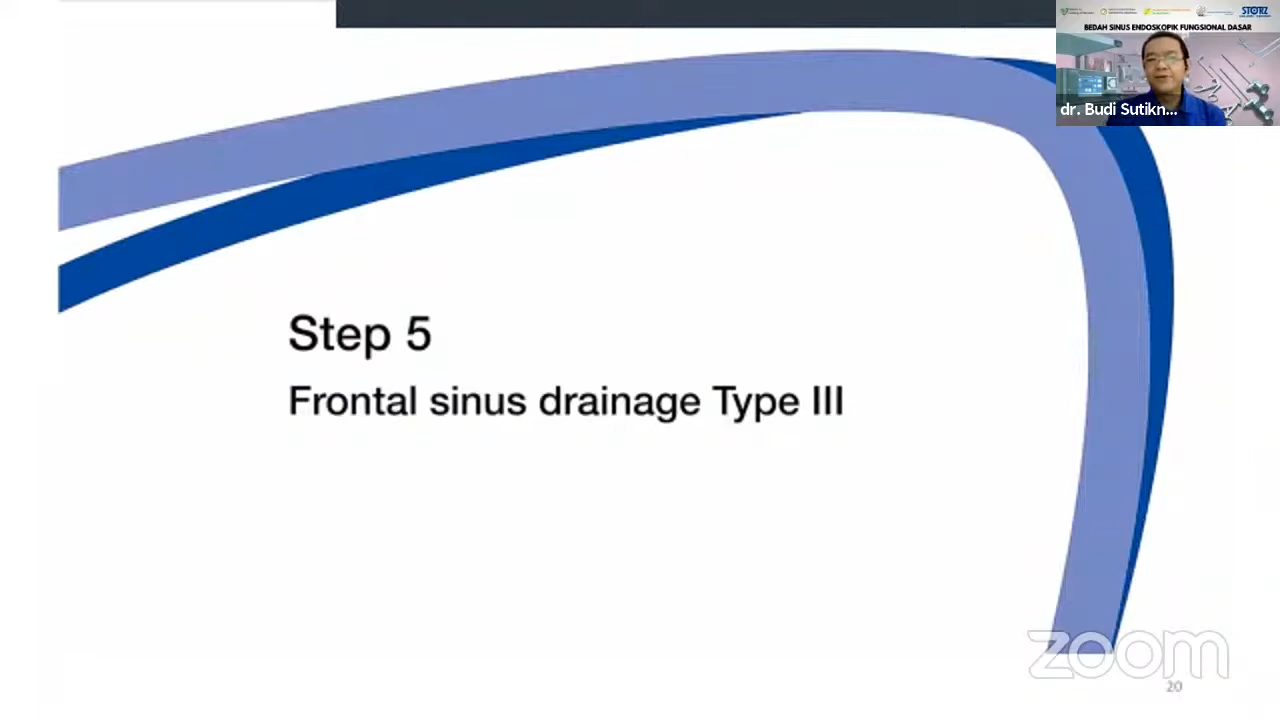 STORZ
BEDAH SINUS ENDOSKOPIK FUNGSIONAL DASAR
dr. Budi Sutikn...
Step 5
Frontal sinus drainage Type III
zoom
20